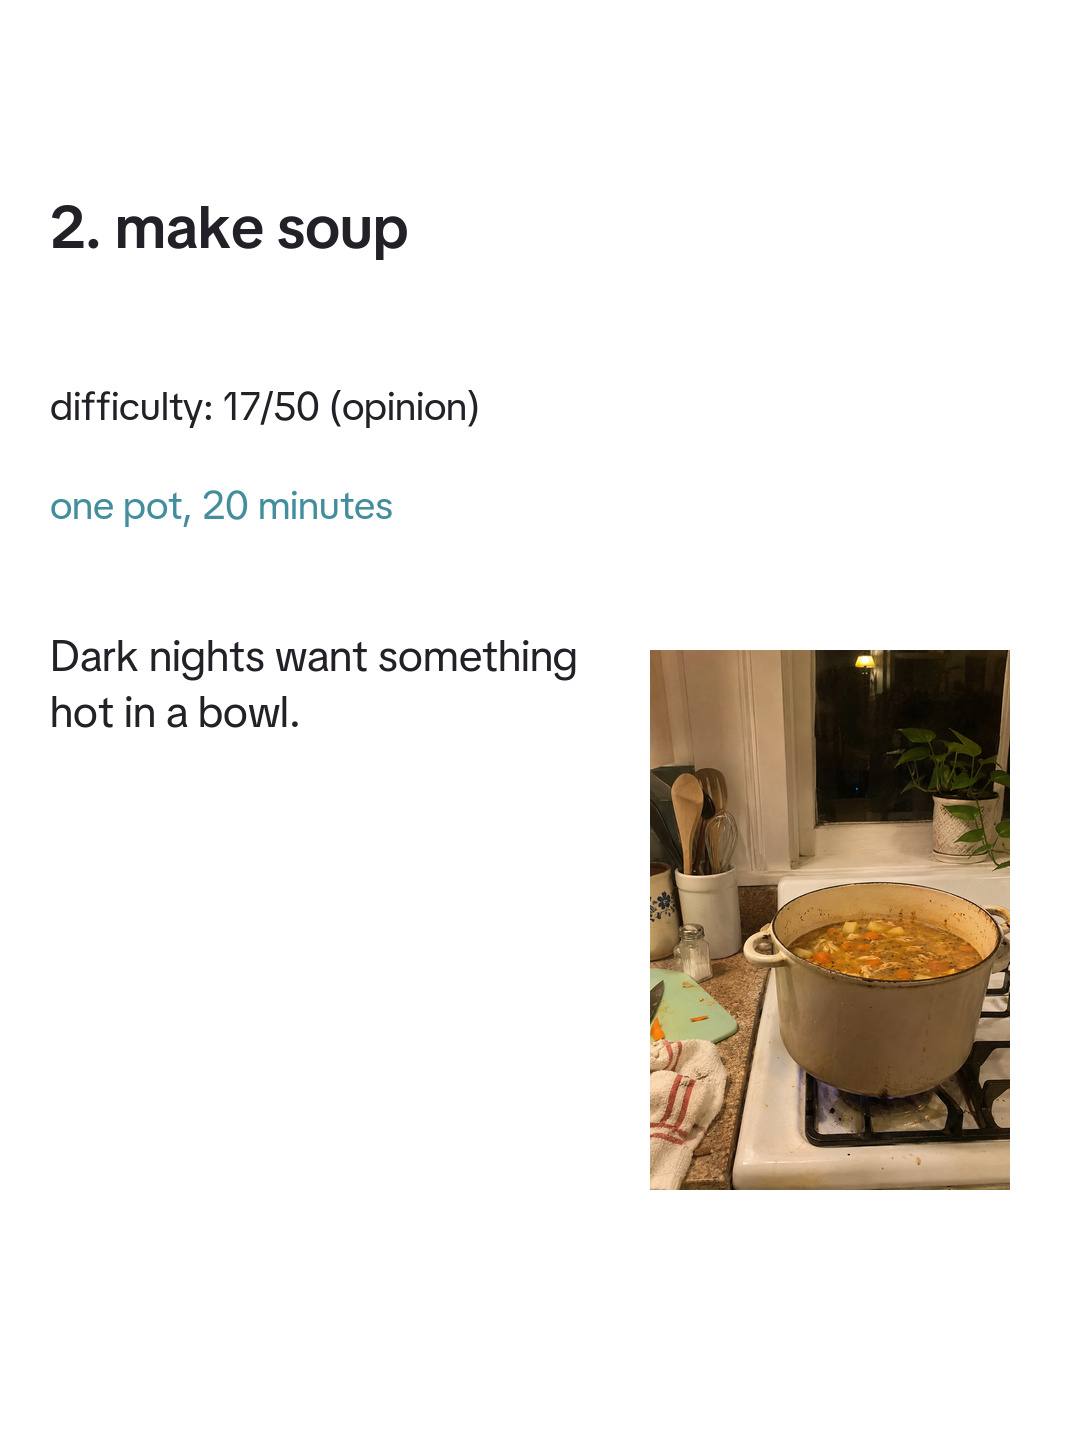 2. make soup
difficulty: 17/50 (opinion)
one pot, 20 minutes
Dark nights want something
hot in a bowl.